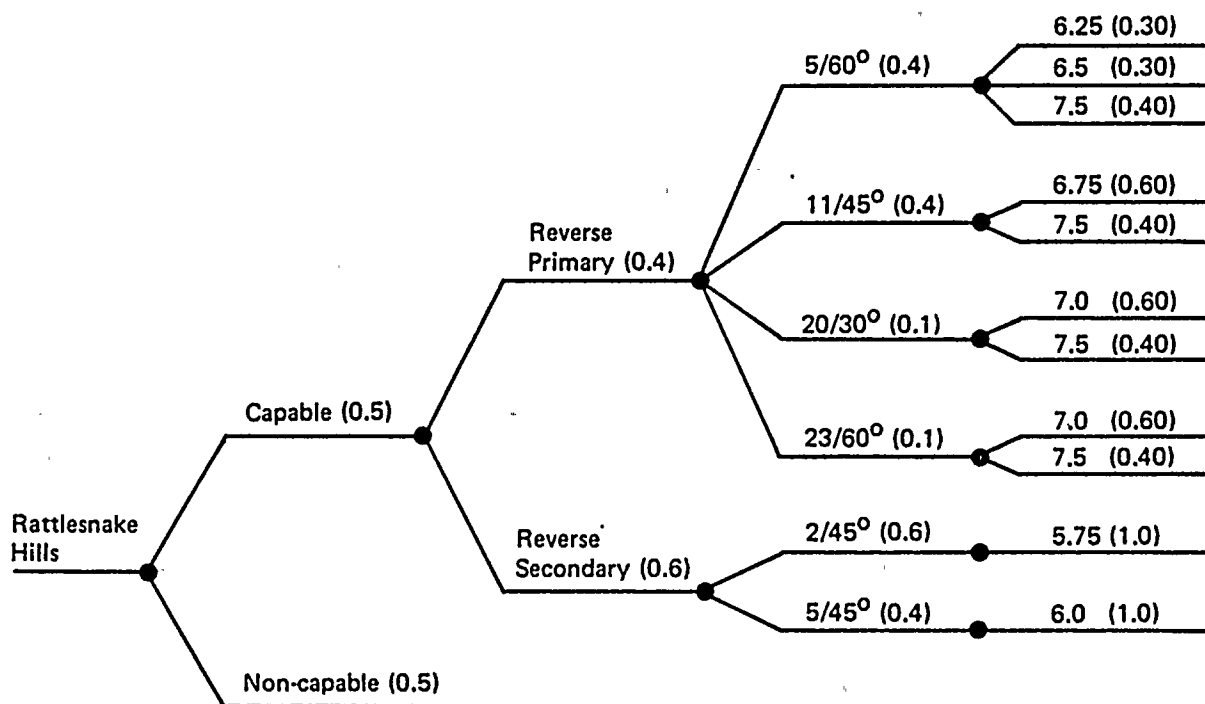 6.25 (0.30)
5/60° (0.4)
6.5 (0.30)
7.5 (0.40)
11/45° (0.4)
6.75 (0.60)
7.5 (0.40)
Reverse
Primary (0.4)
20/30° (0.1)
7.0 (0.60)
7.5 (0.40)
Capable (0.5)
23/60° (0.1)
7.0 (0.60)
7.5 (0.40)
Rattlesnake
Hills
Reverse
Secondary (0.6)
2/45° (0.6)
5.75 (1.0)
5/45° (0.4)
6.0 (1.0)
Non-capable (0.5)